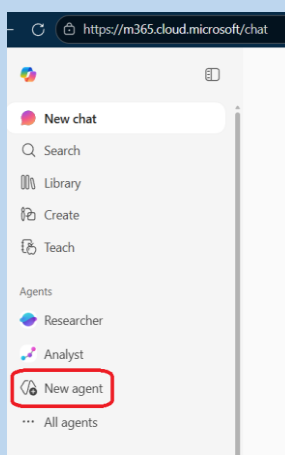 https://m365.cloud.microsoft/chat
New chat
Search
Library
Create
Teach
Agents
Researcher
Analyst
New agent
All agents